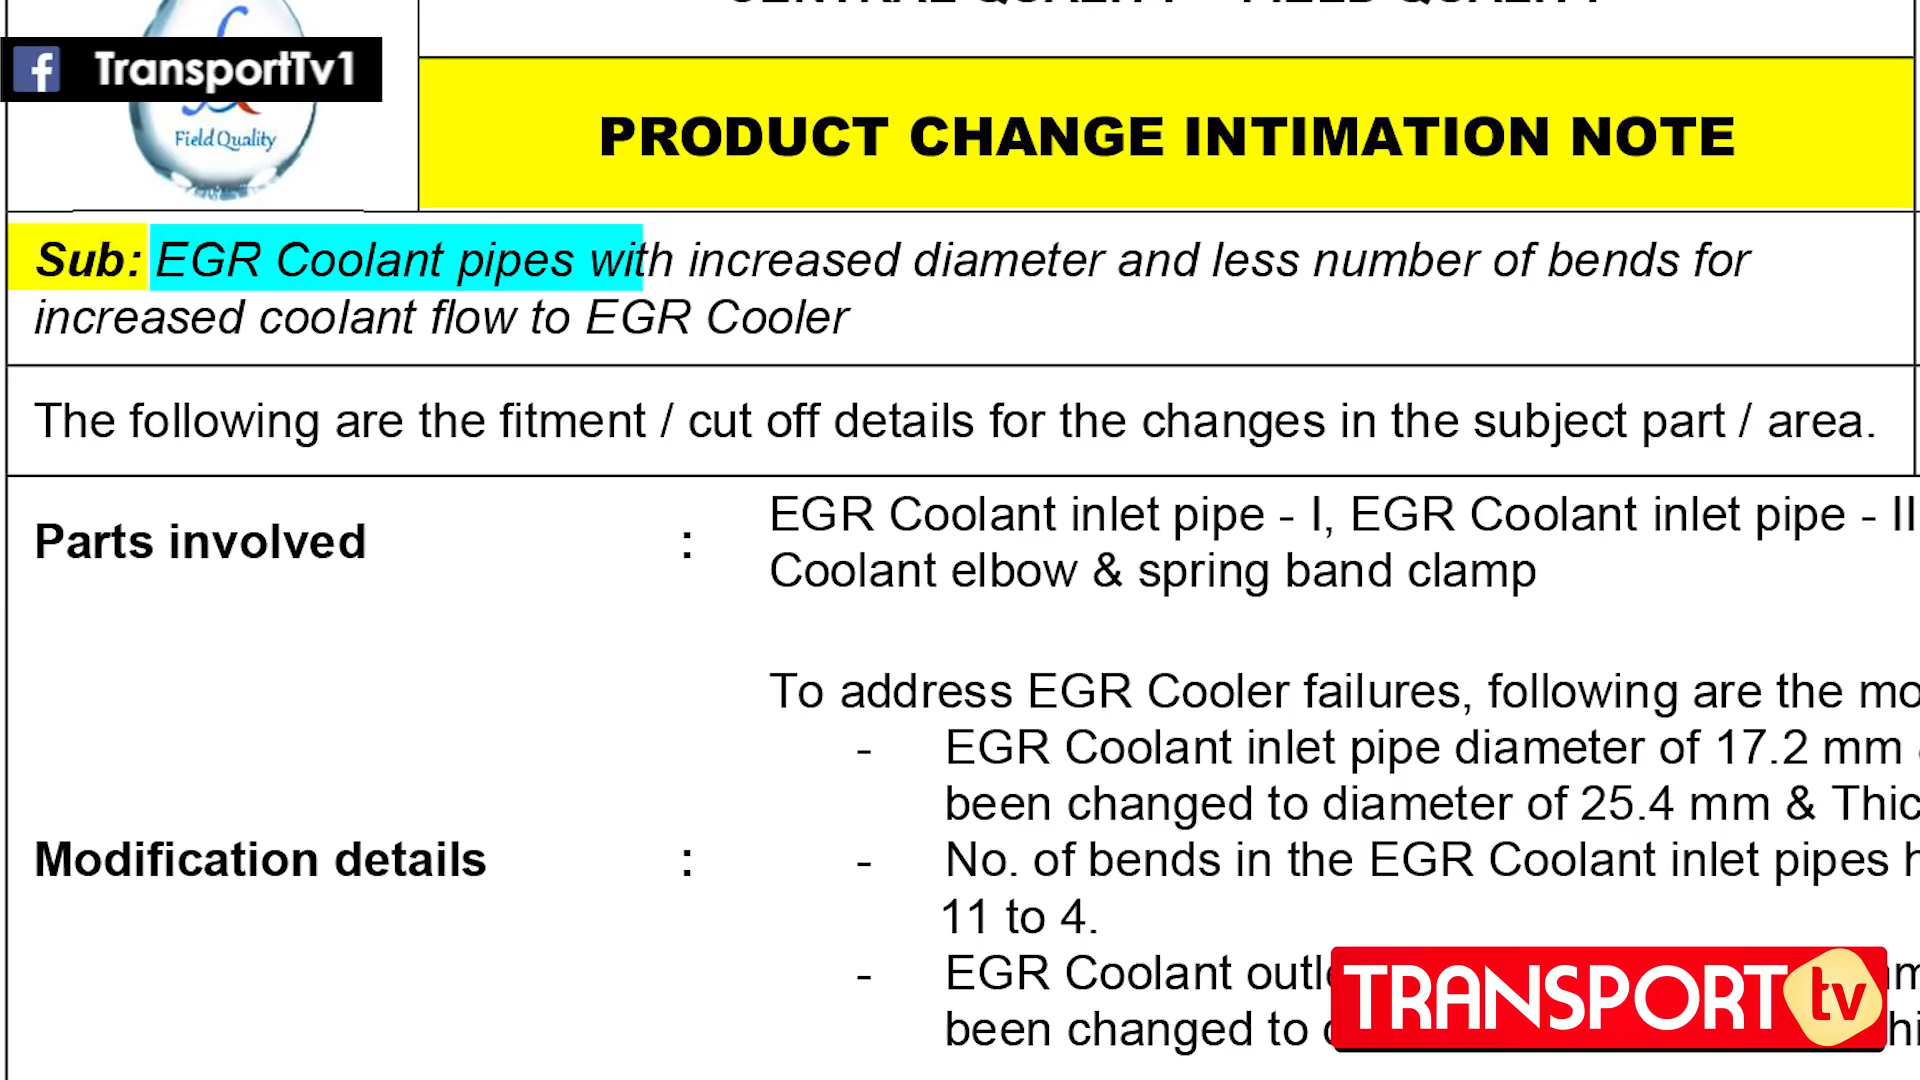 CENTRAL QUALITY - FIELD QUALITY
TransportTv1
Field Quality
PRODUCT CHANGE INTIMATION NOTE
Sub: EGR Coolant pipes with increased diameter and less number of bends for
increased coolant flow to EGR Cooler
The following are the fitment / cut off details for the changes in the subject part / area.
Parts involved : EGR Coolant inlet pipe - I, EGR Coolant inlet pipe - II
Coolant elbow & spring band clamp
To address EGR Cooler failures, following are the
- EGR Coolant inlet pipe diameter of 17.2 mm
been changed to diameter of 25.4 mm &
Modification details : - No. of bends in the EGR Coolant inlet pipes
11 to 4.
- EGR Coolant
been changed to
TRANSPORT tv